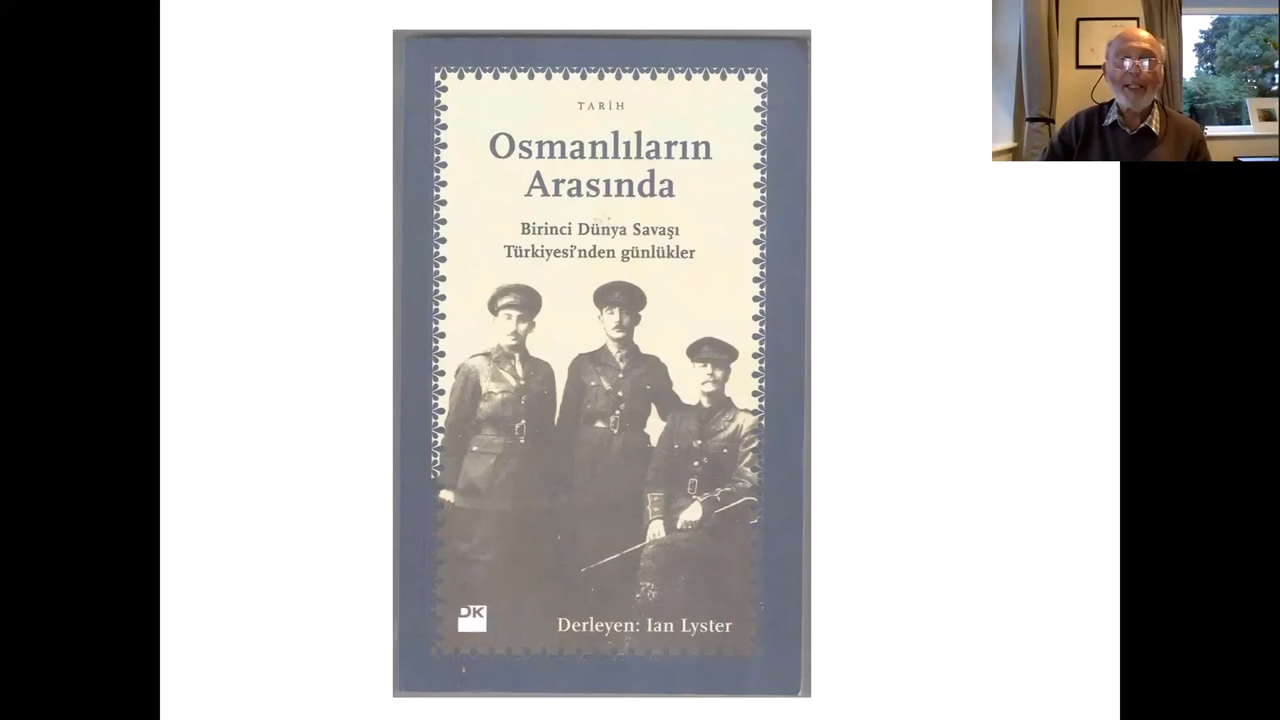 TARİH
Osmanlıların
Arasında
Birinci Dünya Savaşı
Türkiyesi'nden günlükler
DK
Derleyen: Ian Lyster